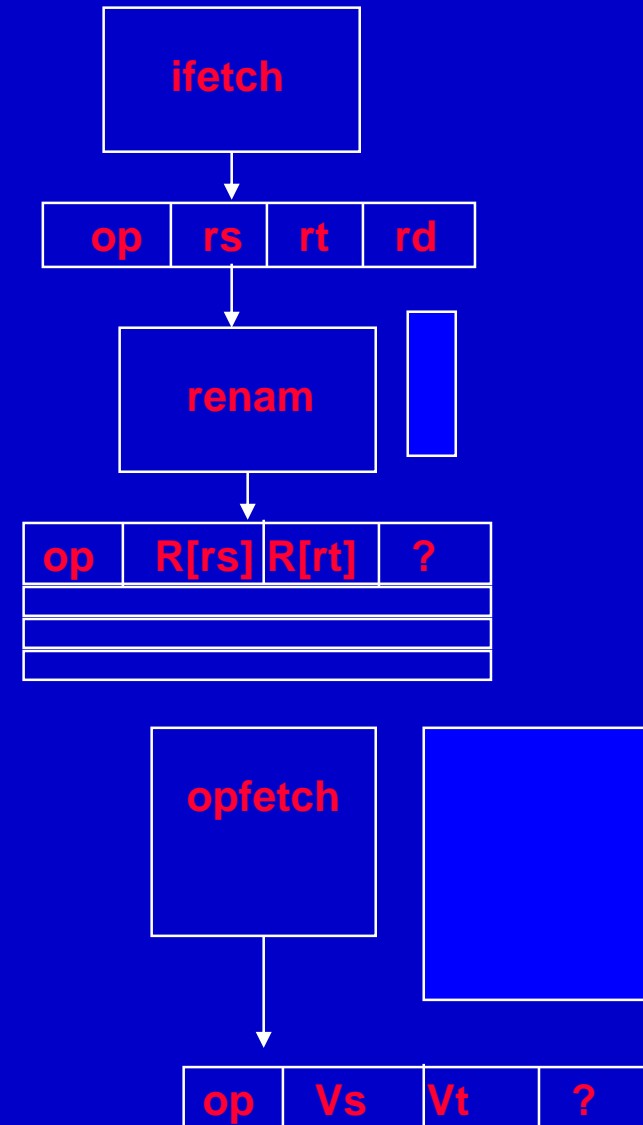 ifetch
op rs rt rd
renam
op R[rs] R[rt] ?
opfetch
op Vs Vt ?